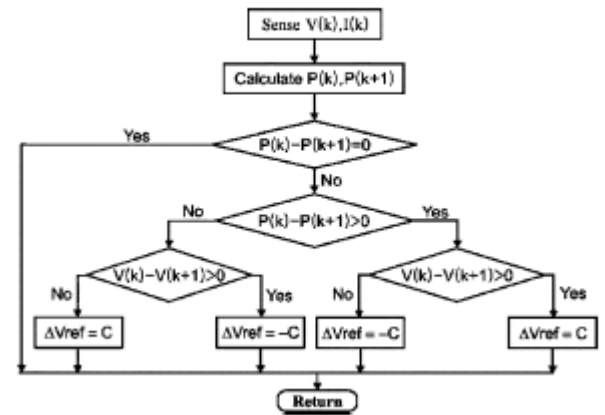 Sense V(k),I(k)
Calculate P(k),P(k+1)
Yes
P(k)–P(k+1)=0
No
No
P(k)–P(k+1)>0
Yes
V(k)–V(k+1)>0
V(k)–V(k+1)>0
No
Yes
No
Yes
ΔVref = C
ΔVref = –C
ΔVref = –C
ΔVref = C
Return